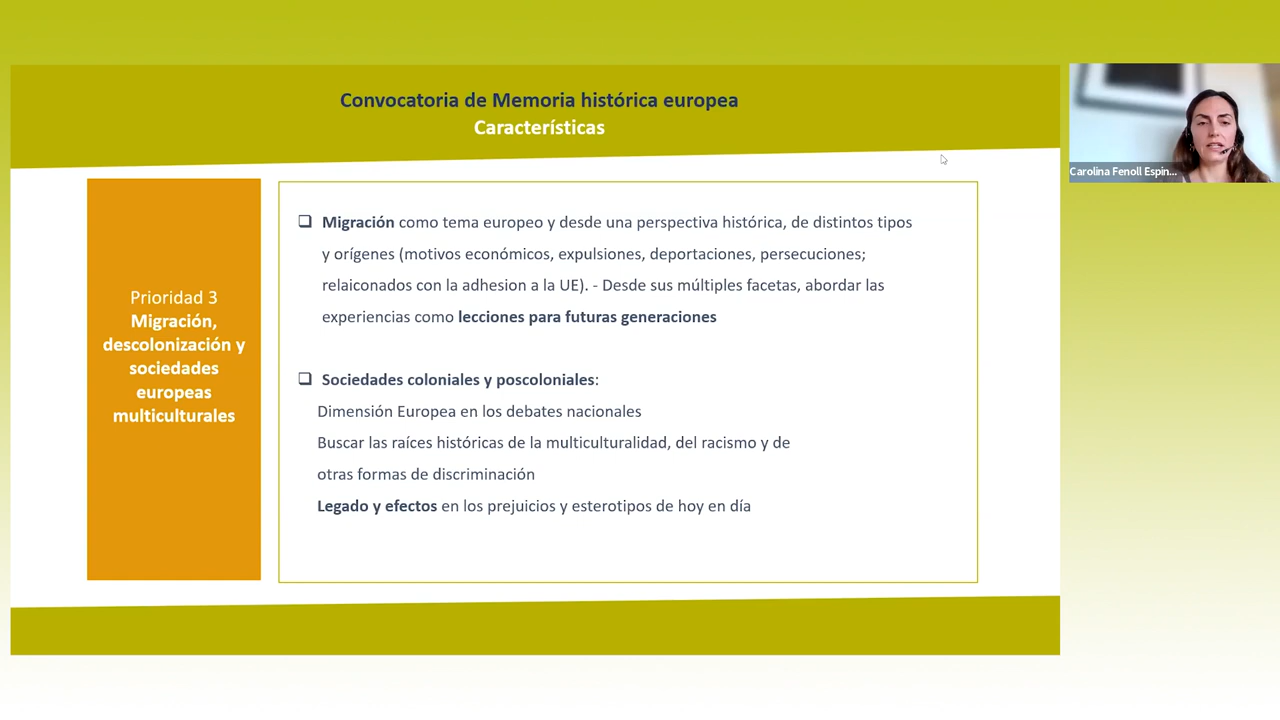 Convocatoria de Memoria histórica europea
Características
Carolina Fenoll Espin...
Prioridad 3
Migración,
descolonización y
sociedades
europeas
multiculturales
❑ Migración como tema europeo y desde una perspectiva histórica, de distintos tipos
y orígenes (motivos económicos, expulsiones, deportaciones, persecuciones;
relaiconados con la adhesion a la UE). - Desde sus múltiples facetas, abordar las
experiencias como lecciones para futuras generaciones
❑ Sociedades coloniales y poscoloniales:
Dimensión Europea en los debates nacionales
Buscar las raíces históricas de la multiculturalidad, del racismo y de
otras formas de discriminación
Legado y efectos en los prejuicios y esterotipos de hoy en día